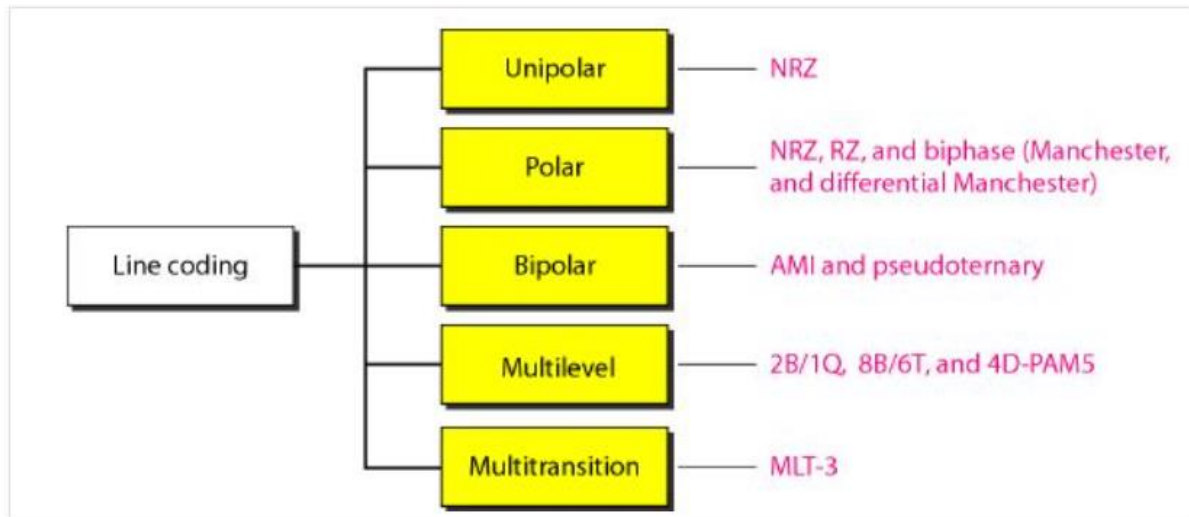 Unipolar
NRZ
Polar
NRZ, RZ, and biphase (Manchester,
and differential Manchester)
Line coding
Bipolar
AMI and pseudoternary
Multilevel
2B/1Q, 8B/6T, and 4D-PAM5
Multitransition
MLT-3